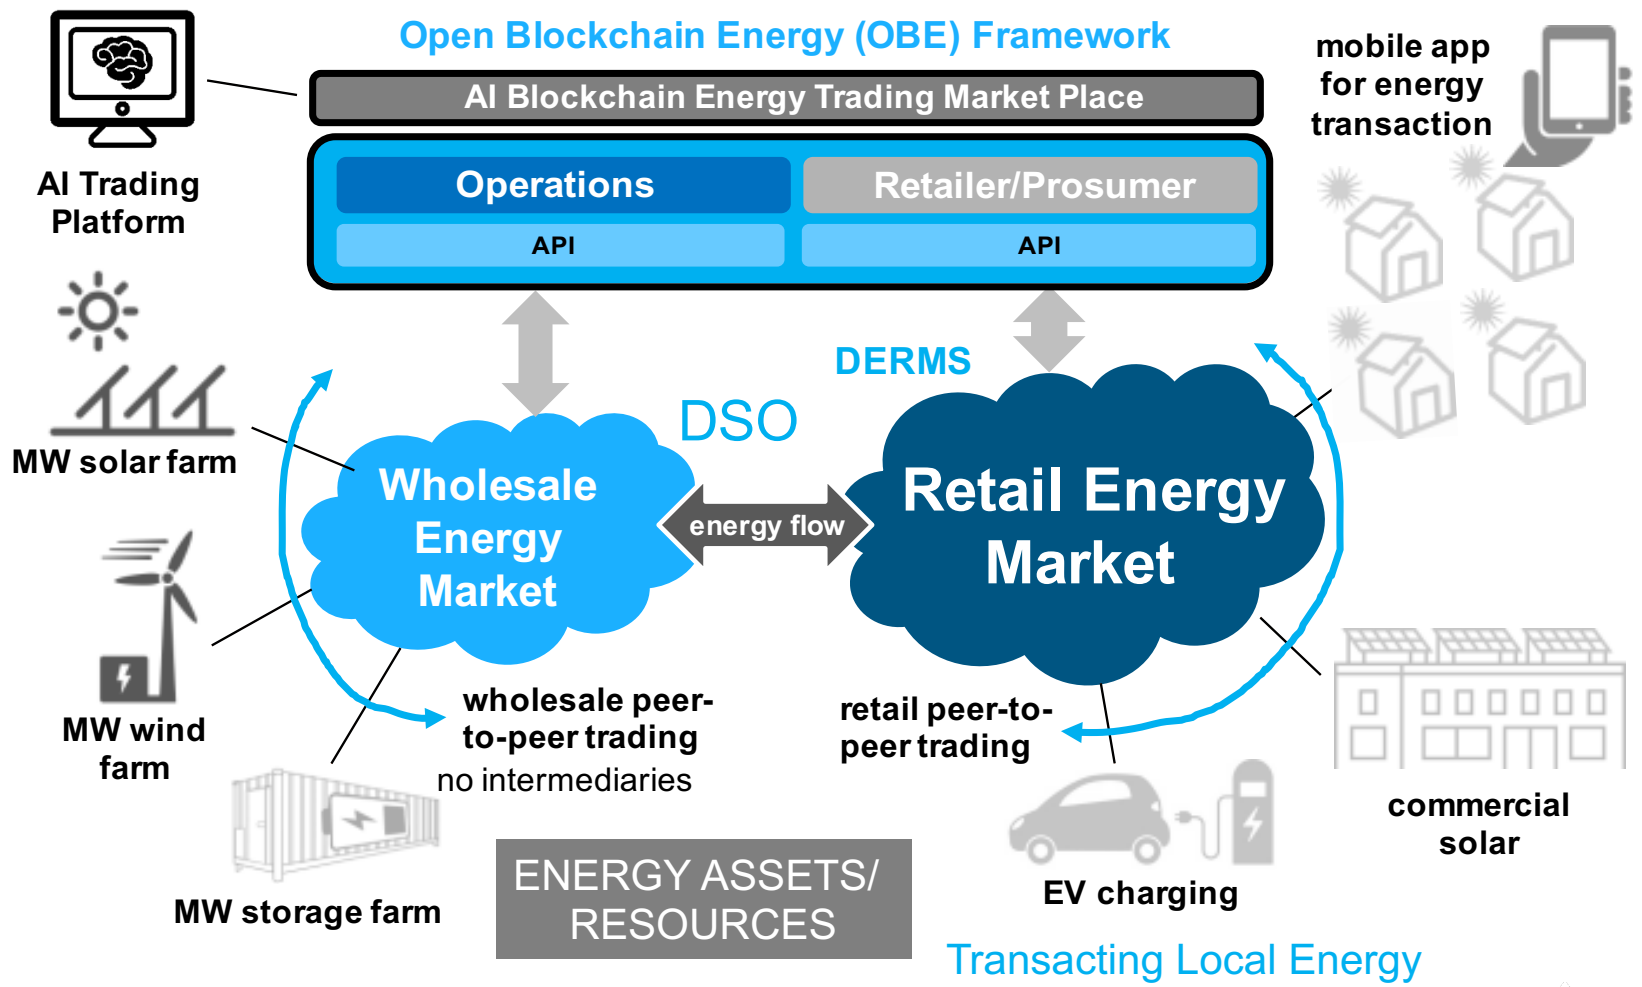 Open Blockchain Energy (OBE) Framework
AI Blockchain Energy Trading Market Place
Operations
Retailer/Prosumer
API
API
AI Trading
Platform
mobile app
for energy
transaction
MW solar farm
MW wind
farm
MW storage farm
DERMS
DSO
Wholesale
Energy
Market
energy flow
Retail Energy
Market
wholesale peer-
to-peer trading
no intermediaries
retail peer-to-
peer trading
commercial
solar
EV charging
ENERGY ASSETS/
RESOURCES
Transacting Local Energy